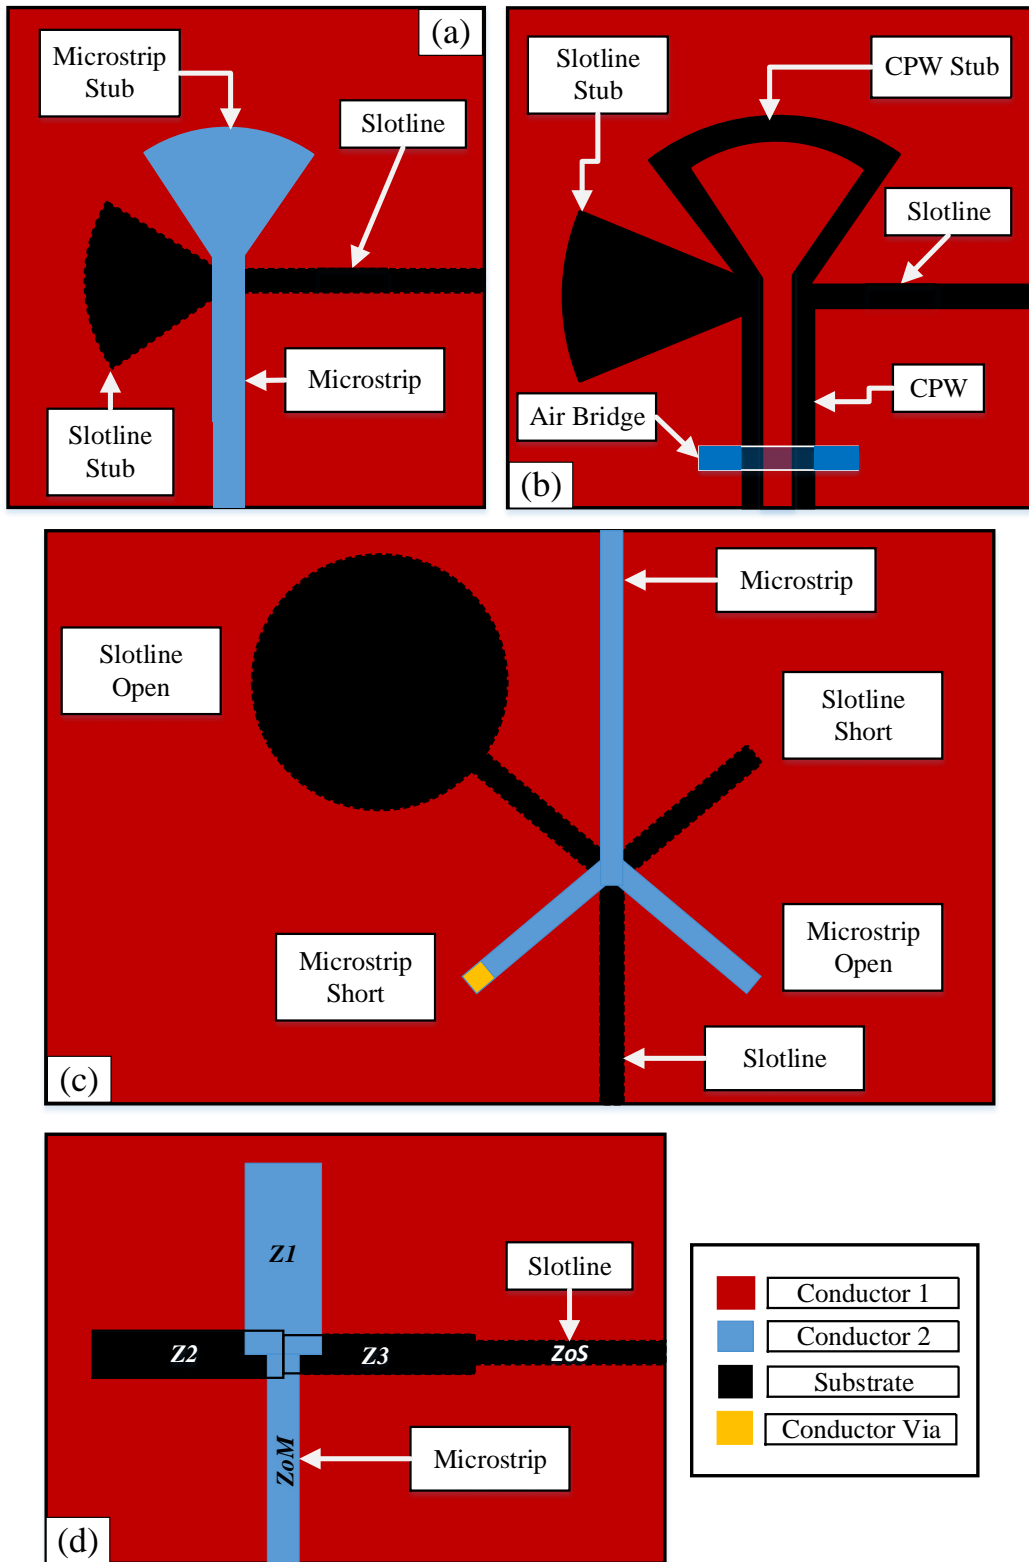 (a)
Microstrip
Stub
Slotline
Microstrip
Slotline
Stub
Slotline
Stub
CPW Stub
Slotline
CPW
Air Bridge
(b)
Microstrip
Slotline
Open
Slotline
Short
Microstrip
Short
Microstrip
Open
Slotline
(c)
Z1
Slotline
Z2
Z3
ZoS
ZoM
Microstrip
(d)
Conductor 1
Conductor 2
Substrate
Conductor Via